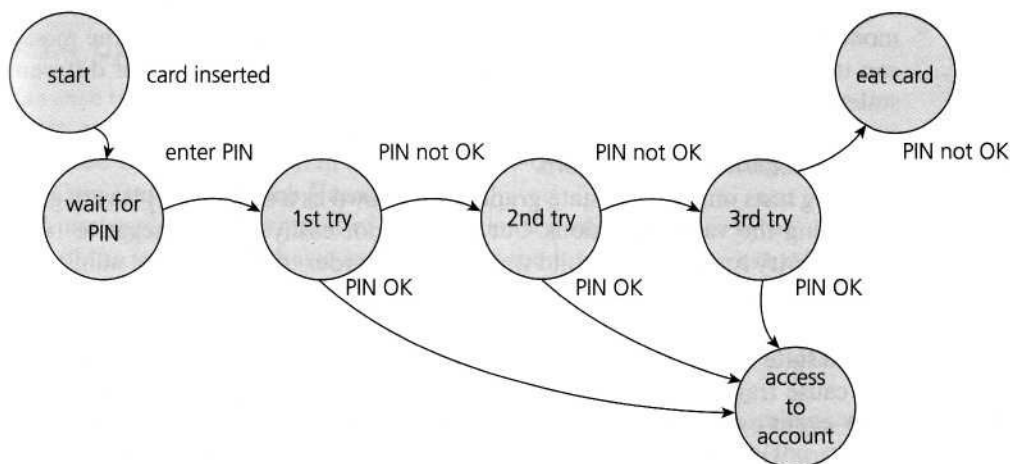 start
card inserted
eat card
enter PIN
PIN not OK
PIN not OK
PIN not OK
wait for
PIN
1st try
2nd try
3rd try
PIN OK
PIN OK
PIN OK
access
to
account